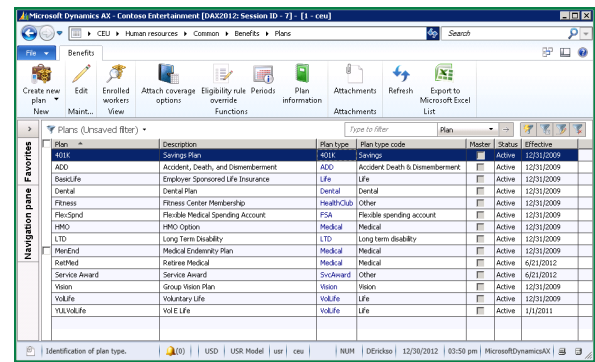 Microsoft Dynamics AX - Contoso Entertainment [DAX2012: Session ID - 7] - [1 - ceu]
CEU ▸ Human resources ▸ Common ▸ Benefits ▸ Plans
Search
File Benefits
Create new plan
Edit
Enrolled workers
Attach coverage options
Eligibility rule override
Periods
Plan information
Attachments
Refresh
Export to Microsoft Excel
New Maint... View Functions Attachments List
Plans (Unsaved filter)
Type to filter
Plan
Favorites
Navigation pane
Plan Description Plan type Plan type code Master Status Effective
401K Savings Plan 401K Savings Active 12/31/2009
ADD Accident, Death, and Dismemberment ADD Accident Death & Dismemberment Active 12/31/2009
BasicLife Employer Sponsored Life Insurance Life Life Active 12/31/2009
Dental Dental Plan Dental Dental Active 12/31/2009
Fitness Fitness Center Membership HealthClub Other Active 12/31/2009
FlexSpnd Flexible Medical Spending Account FSA Flexible spending account Active 12/31/2009
HMO HMO Option Medical Medical Active 12/31/2009
LTD Long Term Disability LTD Long term disability Active 12/31/2009
MenEnd Medical Endemnity Plan Medical Medical Active 12/31/2009
RetMed Retiree Medical Medical Medical Active 6/21/2012
Service Award Service Award SvcAward Other Active 6/21/2012
Vision Group Vision Plan Vision Vision Active 12/31/2009
VolLife Voluntary Life VolLife Life Active 12/31/2009
YULVolLife Vol E Life VolLife Life Active 1/1/2011
Identification of plan type. (0) USD USR Model usr ceu NUM DErickso 12/30/2012 03:50 pm MicrosoftDynamicsAX